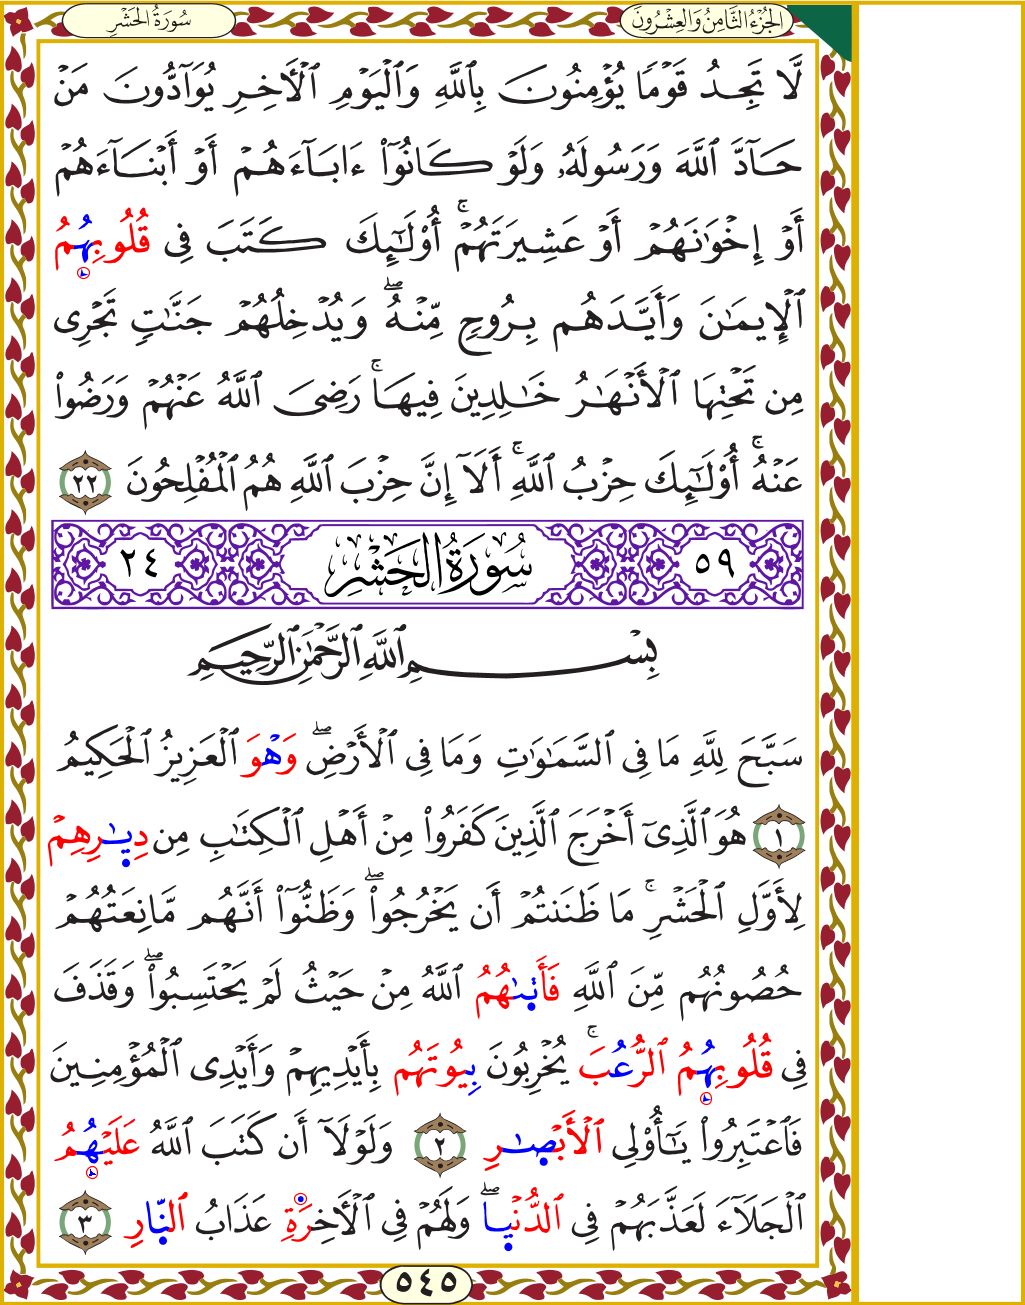 الجُزْءُ الثَّامِنُ وَالعِشْرُونَ
سُورَةُ الحَشْرِ
لَّا تَجِدُ قَوْمًا يُؤْمِنُونَ بِٱللَّهِ وَٱلْيَوْمِ ٱلْأٓخِرِ يُوَآدُّونَ مَنْ
حَآدَّ ٱللَّهَ وَرَسُولَهُۥ وَلَوْ كَانُوٓا۟ ءَابَآءَهُمْ أَوْ أَبْنَآءَهُمْ
أَوْ إِخْوَٰنَهُمْ أَوْ عَشِيرَتَهُمْ ۚ أُو۟لَٰٓئِكَ كَتَبَ فِى قُلُوبِهُمُ
ٱلْإِيمَٰنَ وَأَيَّدَهُم بِرُوحٍ مِّنْهُ ۖ وَيُدْخِلُهُمْ جَنَّٰتٍ تَجْرِى
مِن تَحْتِهَا ٱلْأَنْهَٰرُ خَٰلِدِينَ فِيهَا ۚ رَضِىَ ٱللَّهُ عَنْهُمْ وَرَضُوا۟
عَنْهُ ۚ أُو۟لَٰٓئِكَ حِزْبُ ٱللَّهِ ۚ أَلَآ إِنَّ حِزْبَ ٱللَّهِ هُمُ ٱلْمُفْلِحُونَ ٢٢
٥٩ سُورَةُ الحَشْرِ ٢٤
بِسْمِ ٱللَّهِ ٱلرَّحْمَٰنِ ٱلرَّحِيمِ
سَبَّحَ لِلَّهِ مَا فِى ٱلسَّمَٰوَٰتِ وَمَا فِى ٱلْأَرْضِ ۖ وَهْوَ ٱلْعَزِيزُ ٱلْحَكِيمُ
١ هُوَ ٱلَّذِىٓ أَخْرَجَ ٱلَّذِينَ كَفَرُوا۟ مِنْ أَهْلِ ٱلْكِتَٰبِ مِن دِيَٰرِهِمْ
لِأَوَّلِ ٱلْحَشْرِ ۚ مَا ظَنَنتُمْ أَن يَخْرُجُوا۟ ۖ وَظَنُّوٓا۟ أَنَّهُم مَّانِعَتُهُمْ
حُصُونُهُم مِّنَ ٱللَّهِ فَأَتَىٰهُمُ ٱللَّهُ مِنْ حَيْثُ لَمْ يَحْتَسِبُوا۟ ۖ وَقَذَفَ
فِى قُلُوبِهُمُ ٱلرُّعُبَ ۚ يُخْرِبُونَ بِيُوتَهُم بِأَيْدِيهِمْ وَأَيْدِى ٱلْمُؤْمِنِينَ
فَٱعْتَبِرُوا۟ يَٰٓأُو۟لِى ٱلْأَبْصَٰرِ ٢ وَلَوْلَآ أَن كَتَبَ ٱللَّهُ عَلَيْهُمُ
ٱلْجَلَآءَ لَعَذَّبَهُمْ فِى ٱلدُّنْيَا ۖ وَلَهُمْ فِى ٱلْأٓخِرَةِ عَذَابُ ٱلنَّارِ ٣
٥٤٥